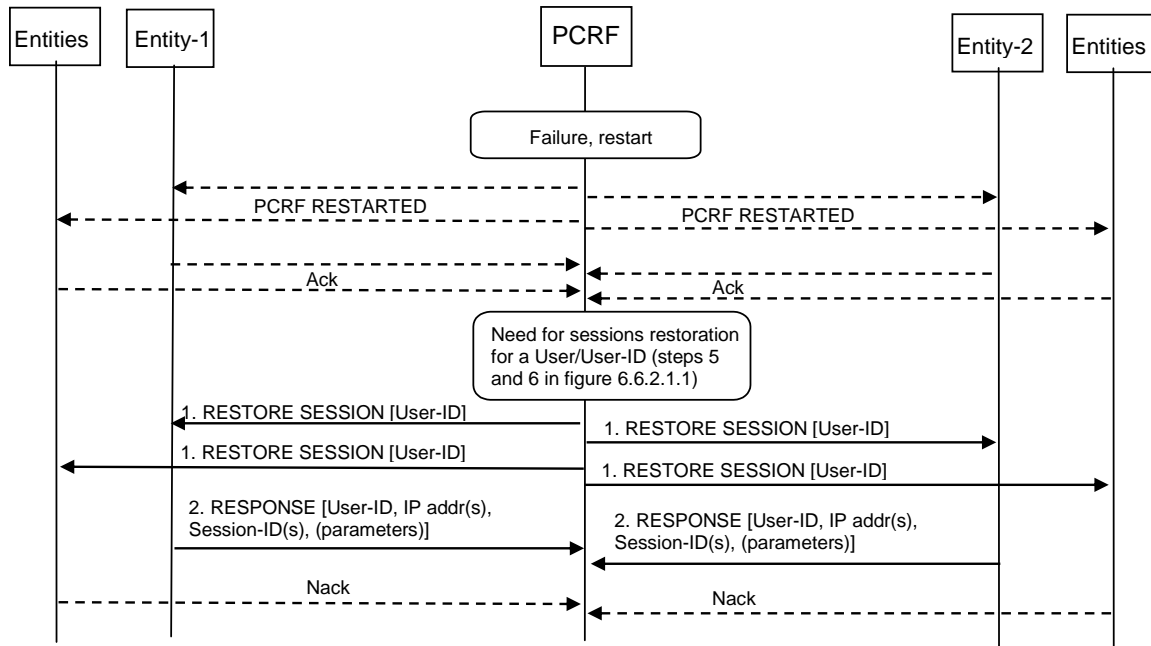 Entities
Entity-1
PCRF
Entity-2
Entities
Failure, restart
PCRF RESTARTED
PCRF RESTARTED
Ack
Ack
Need for sessions restoration
for a User/User-ID (steps 5
and 6 in figure 6.6.2.1.1)
1. RESTORE SESSION [User-ID]
1. RESTORE SESSION [User-ID]
1. RESTORE SESSION [User-ID]
1. RESTORE SESSION [User-ID]
2. RESPONSE [User-ID, IP addr(s),
Session-ID(s), (parameters)]
2. RESPONSE [User-ID, IP addr(s),
Session-ID(s), (parameters)]
Nack
Nack